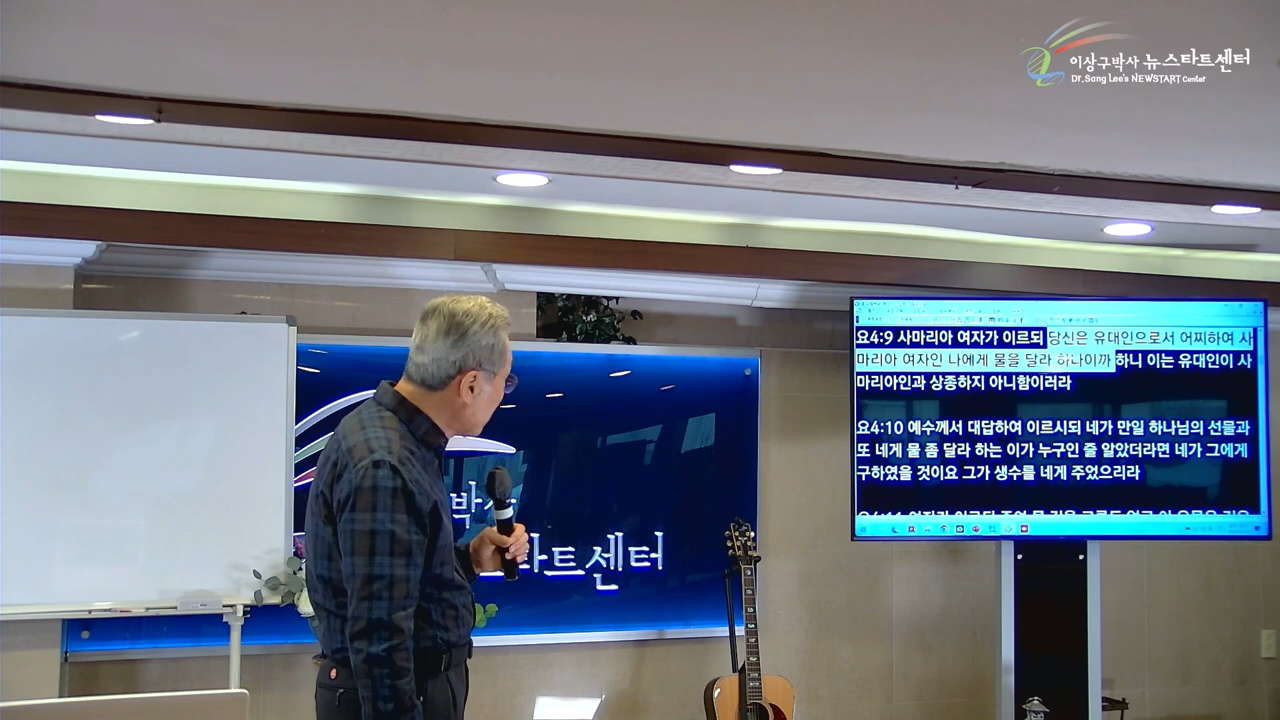 이상구박사 뉴스타트센터
Dr. Sang Lee's NEWSTART Center
요4:9 사마리아 여자가 이르되 당신은 유대인으로서 어찌하여 사
마리아 여자인 나에게 물을 달라 하나이까 하니 이는 유대인이 사
마리아인과 상종하지 아니함이러라
요4:10 예수께서 대답하여 이르시되 네가 만일 하나님의 선물과
또 네게 물 좀 달라 하는 이가 누구인 줄 알았더라면 네가 그에게
구하였을 것이요 그가 생수를 네게 주었으리라
박사
스타트센터